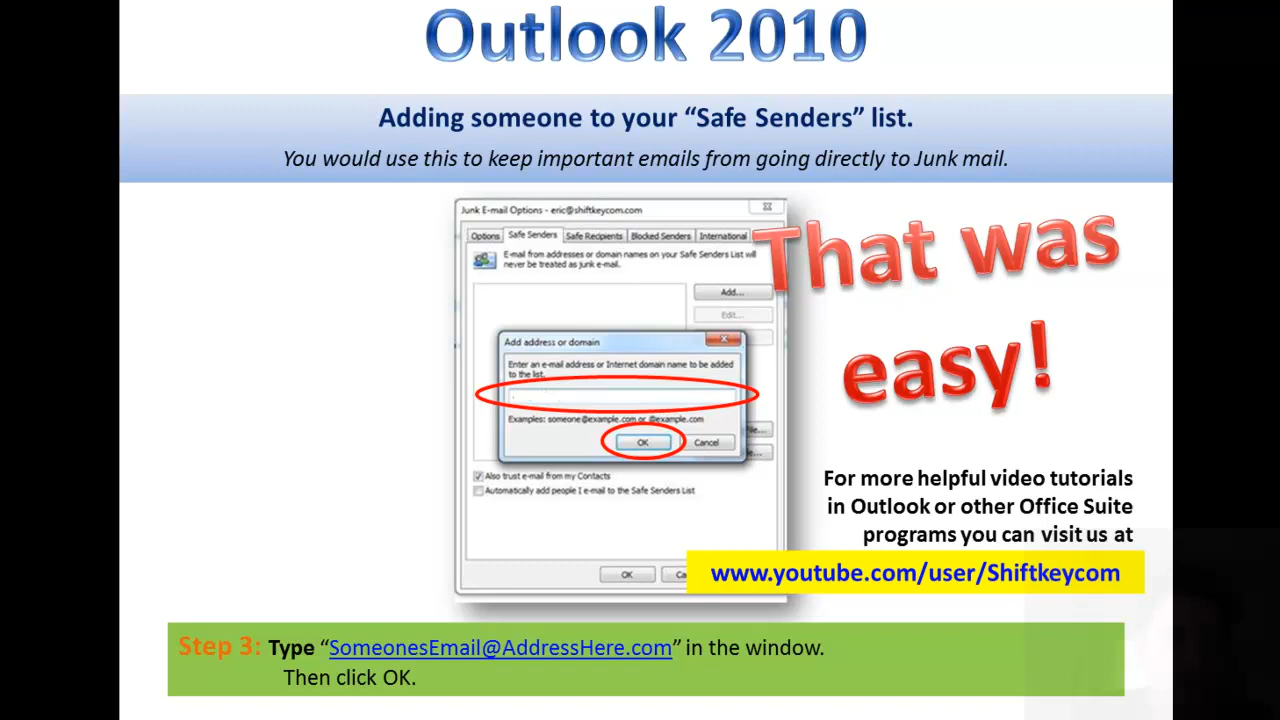 Outlook 2010
Adding someone to your “Safe Senders” list.
You would use this to keep important emails from going directly to Junk mail.
Junk E-mail Options - eric@shiftkeycom.com
Options Safe Senders Safe Recipients Blocked Senders International
E-mail from addresses or domain names on your Safe Senders List will
never be treated as junk e-mail.
Add...
Edit...
Add address or domain
Enter an e-mail address or Internet domain name to be added
to the list.
Examples: someone@example.com or @example.com
OK Cancel
Also trust e-mail from my Contacts
Automatically add people I e-mail to the Safe Senders List
OK
That was
easy!
For more helpful video tutorials
in Outlook or other Office Suite
programs you can visit us at
www.youtube.com/user/Shiftkeycom
Step 3: Type “SomeonesEmail@AddressHere.com” in the window.
Then click OK.